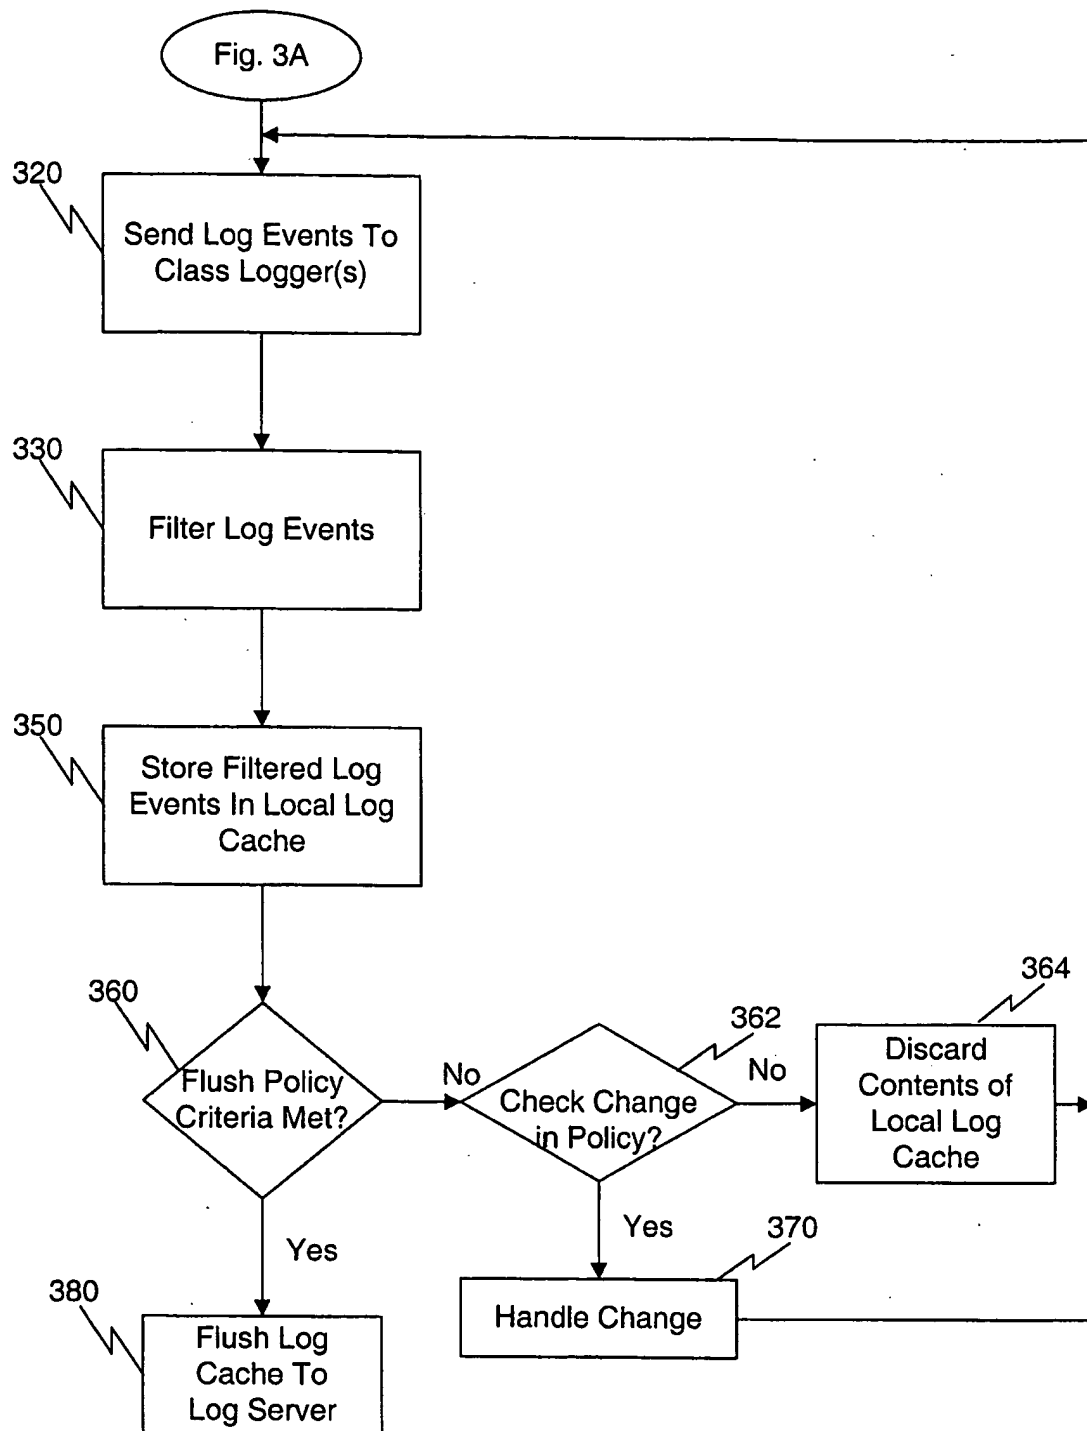 Fig. 3A
320
Send Log Events To
Class Logger(s)
330
Filter Log Events
350
Store Filtered Log
Events In Local Log
Cache
360
Flush Policy
Criteria Met?
No
362
Check Change
in Policy?
No
364
Discard
Contents of
Local Log
Cache
Yes
Yes
370
Handle Change
380
Flush Log
Cache To
Log Server